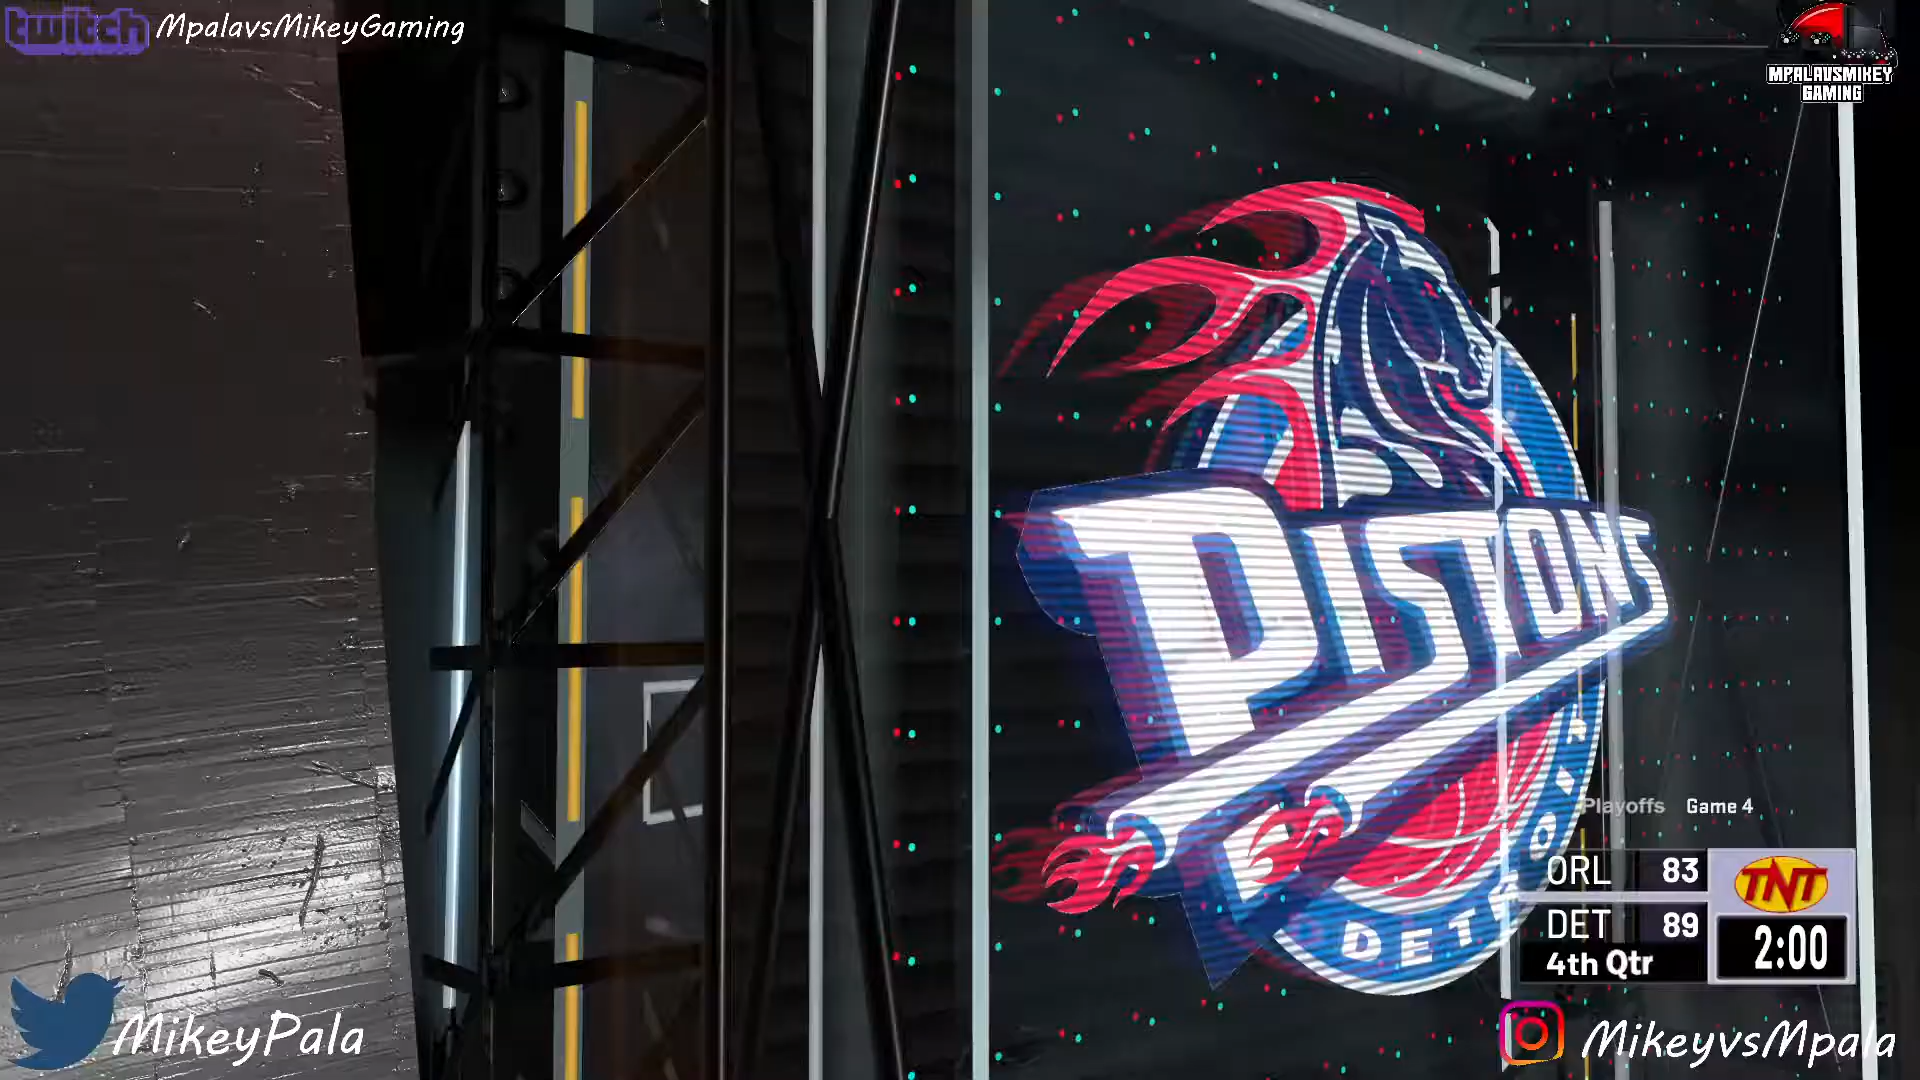 twitch MpalavsMikeyGaming
MPALAVSMIKEY
GAMING
PISTONS
DETROIT
Playoffs Game 4
ORL 83
TNT
DET 89
4th Qtr
2:00
MikeyPala
MikeyvsMpala